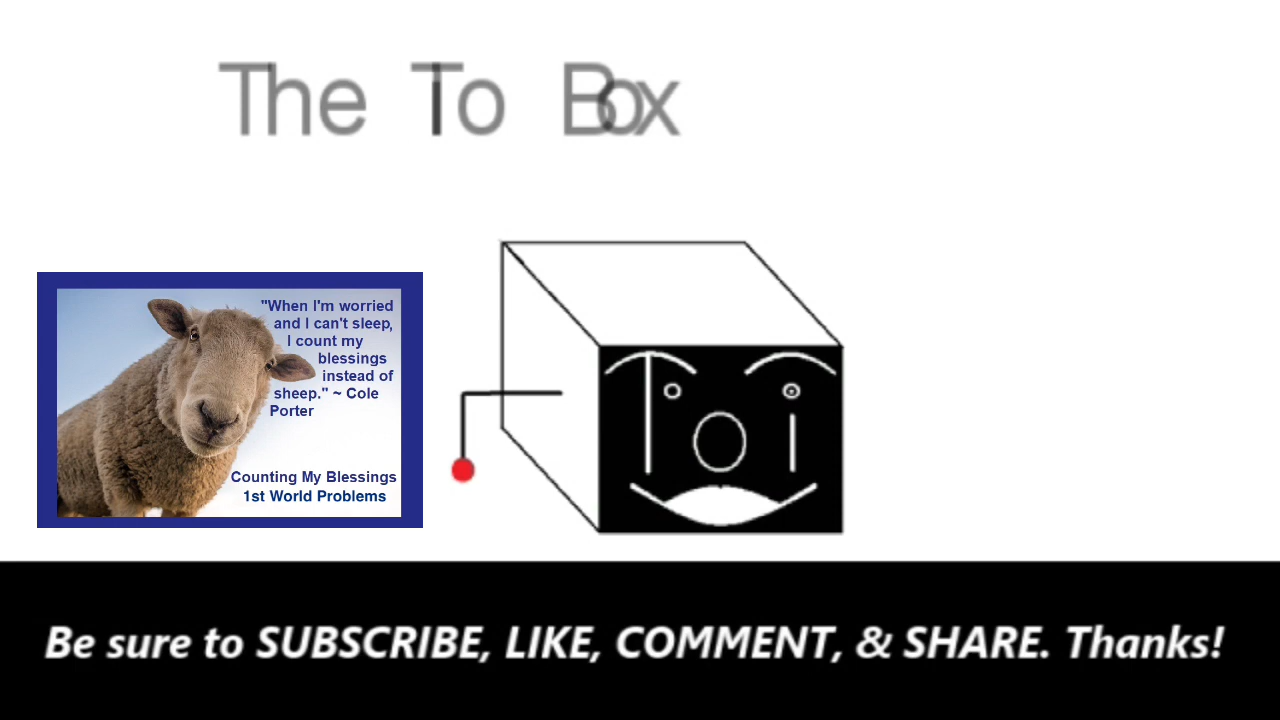 The To Box
"When I'm worried
and I can't sleep,
I count my
blessings
instead of
sheep." ~ Cole
Porter
Counting My Blessings
1st World Problems
Be sure to SUBSCRIBE, LIKE, COMMENT, & SHARE. Thanks!